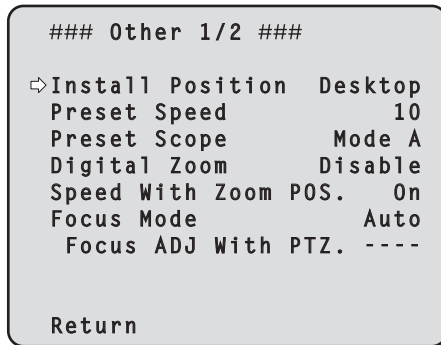 ### Other 1/2 ###
⇨Install Position Desktop
Preset Speed 10
Preset Scope Mode A
Digital Zoom Disable
Speed With Zoom POS. On
Focus Mode Auto
Focus ADJ With PTZ. ----
Return